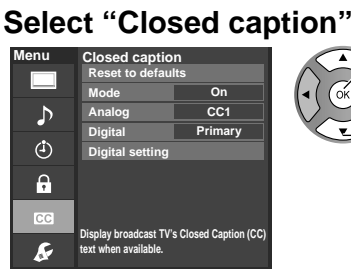 Select “Closed caption”
Menu
Closed caption
Reset to defaults
Mode On
Analog CC1
Digital Primary
Digital setting
CC
Display broadcast TV's Closed Caption (CC)
text when available.
OK